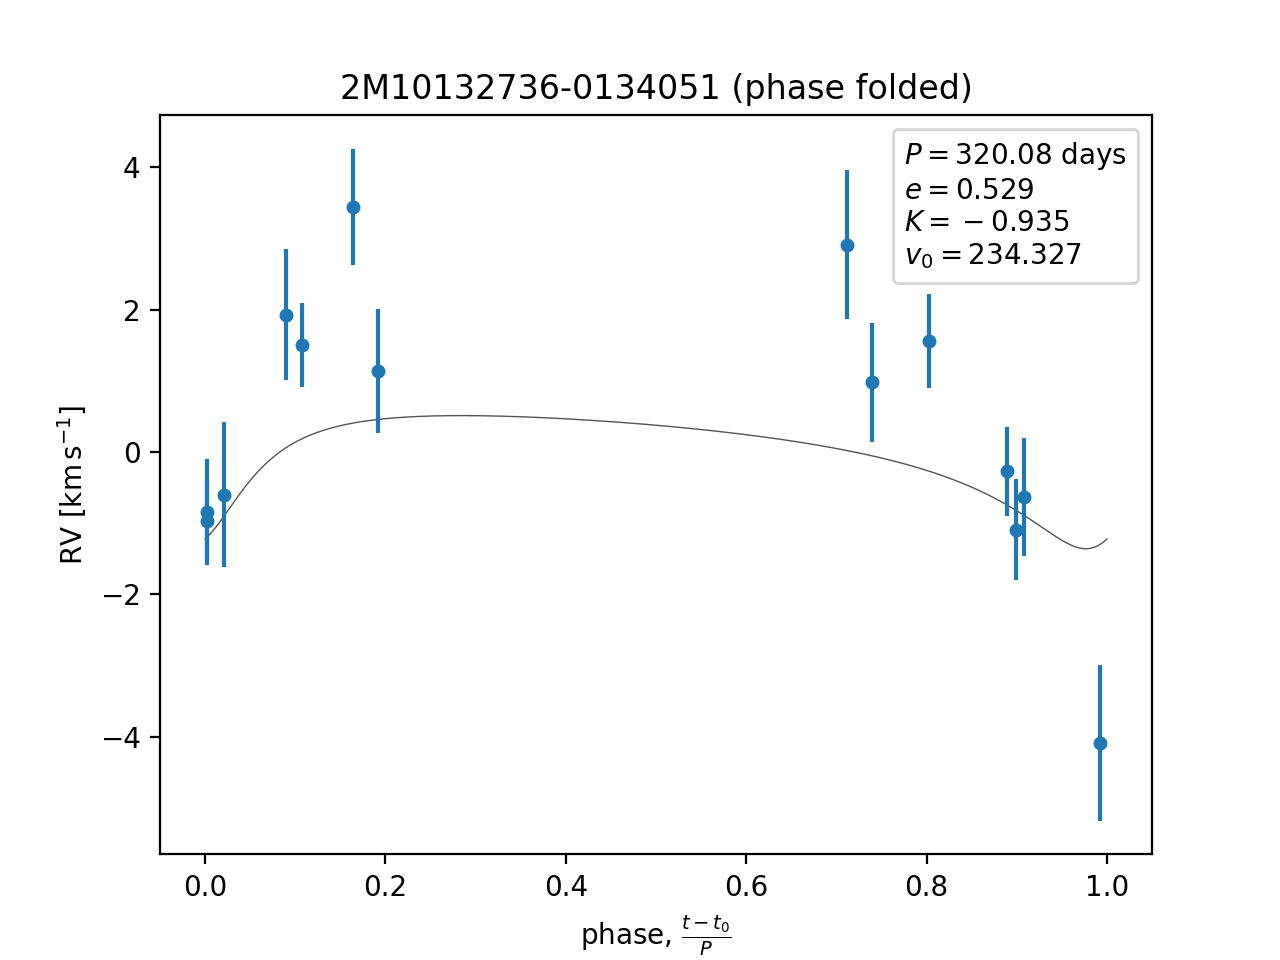 2M10132736-0134051 (phase folded)
P = 320.08 days
e = 0.529
K = −0.935
v₀ = 234.327
RV [km s⁻¹]
4
2
0
−2
−4
0.0 0.2 0.4 0.6 0.8 1.0
phase, (t − t₀)/P